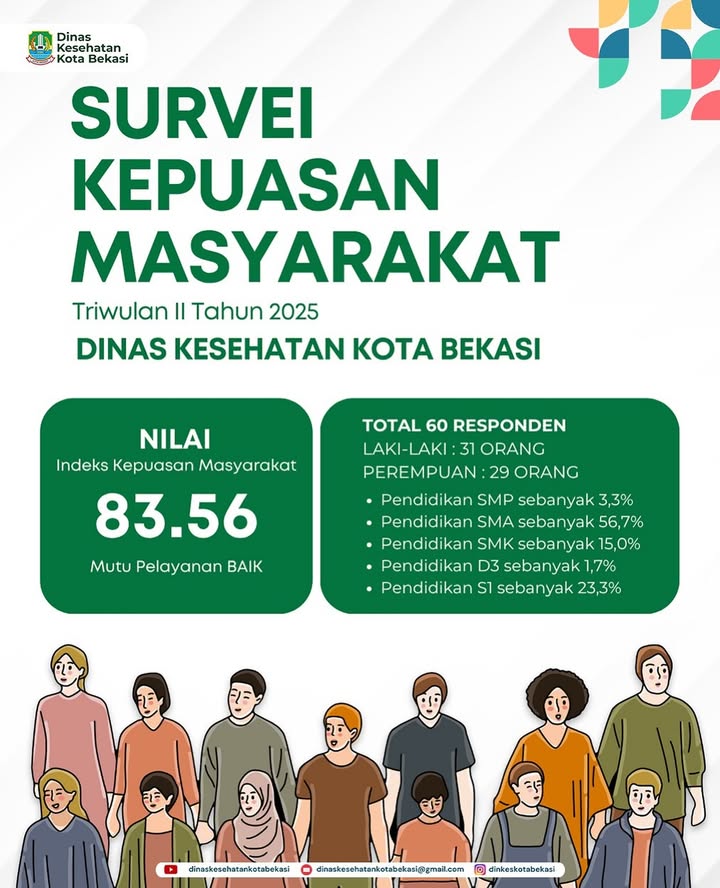 Dinas
Kesehatan
Kota Bekasi
SURVEI
KEPUASAN
MASYARAKAT
Triwulan II Tahun 2025
DINAS KESEHATAN KOTA BEKASI
NILAI
Indeks Kepuasan Masyarakat
83.56
Mutu Pelayanan BAIK
TOTAL 60 RESPONDEN
LAKI-LAKI : 31 ORANG
PEREMPUAN : 29 ORANG
• Pendidikan SMP sebanyak 3,3%
• Pendidikan SMA sebanyak 56,7%
• Pendidikan SMK sebanyak 15,0%
• Pendidikan D3 sebanyak 1,7%
• Pendidikan S1 sebanyak 23,3%
dinaskesehatankotabekasi dinaskesehatankotabekasi@gmail.com dinkeskotabekasi